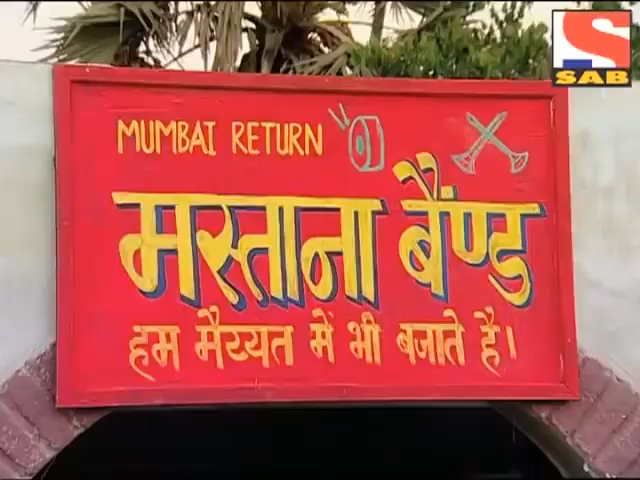 S
SAB
MUMBAI RETURN
मस्ताना बैण्ड
हम मैय्यत में भी बजाते है।